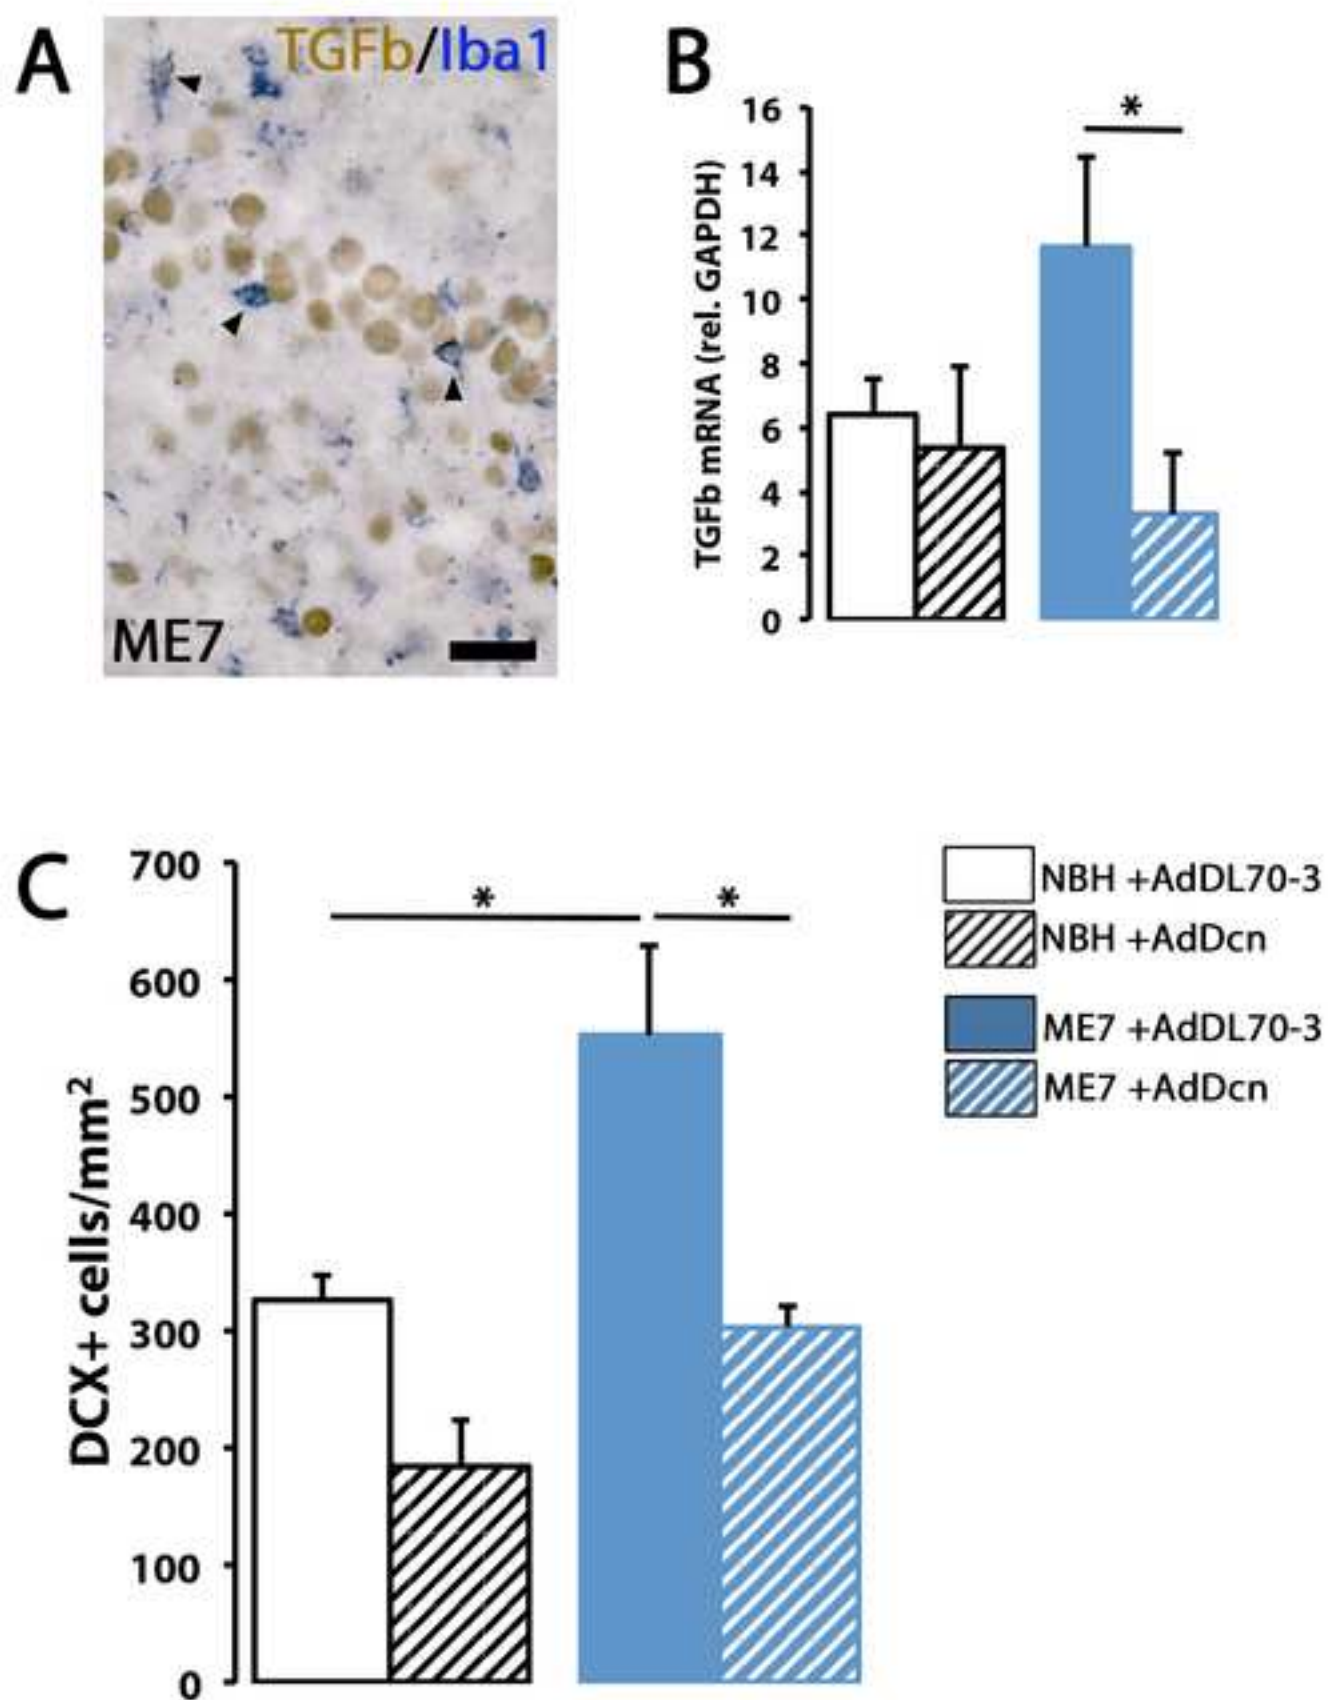 A
TGFb/Iba1
ME7
B
TGFb mRNA (rel. GAPDH)
16
14
12
10
8
6
4
2
0
*
C
DCX+ cells/mm²
700
600
500
400
300
200
100
0
*
*
NBH +AdDL70-3
NBH +AdDcn
ME7 +AdDL70-3
ME7 +AdDcn